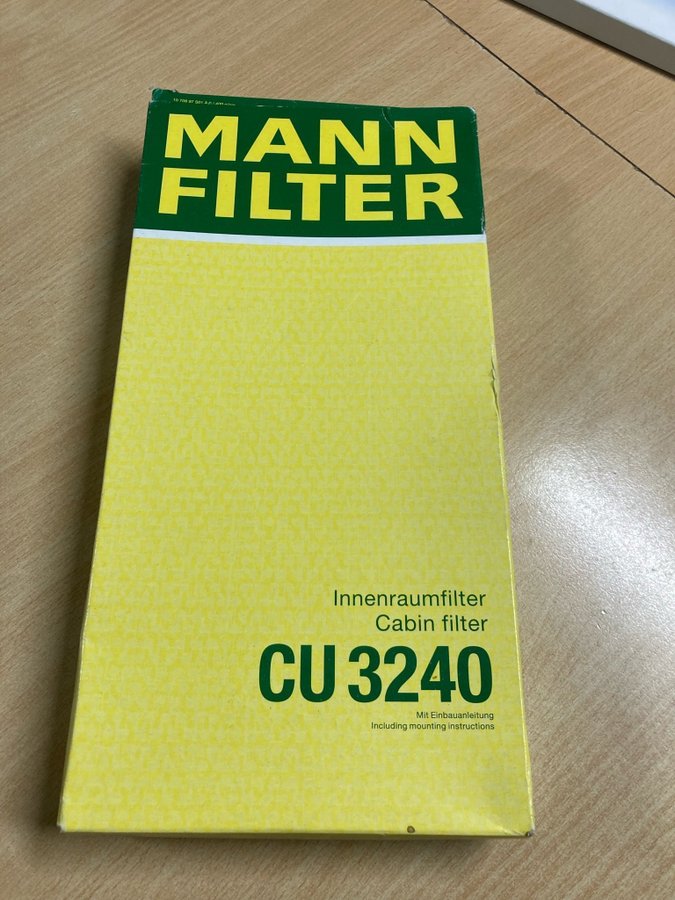 MANN
FILTER
Innenraumfilter
Cabin filter
CU 3240
Mit Einbauanleitung
Including mounting instructions